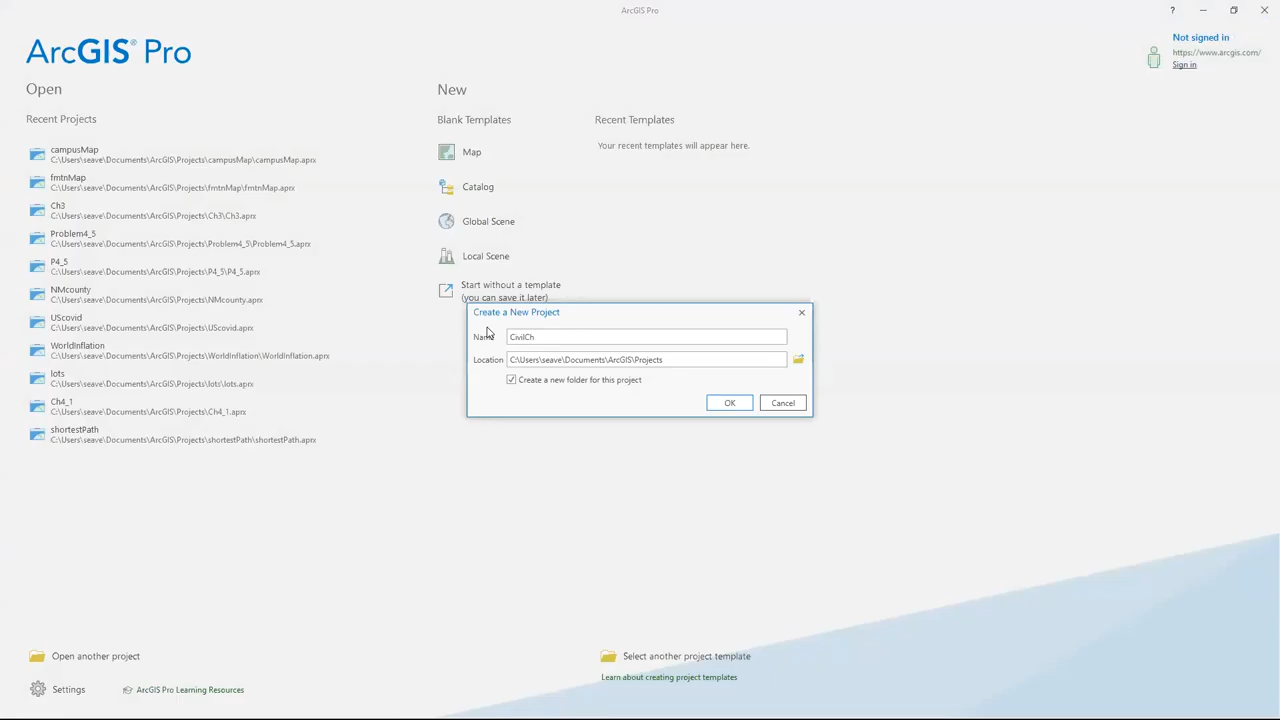 ArcGIS Pro
?
ArcGIS® Pro
Not signed in
https://www.arcgis.com/
Sign in
Open
Recent Projects
campusMap
C:\Users\seave\Documents\ArcGIS\Projects\campusMap\campusMap.aprx
fmtnMap
C:\Users\seave\Documents\ArcGIS\Projects\fmtnMap\fmtnMap.aprx
Ch3
C:\Users\seave\Documents\ArcGIS\Projects\Ch3\Ch3.aprx
Problem4_5
C:\Users\seave\Documents\ArcGIS\Projects\Problem4_5\Problem4_5.aprx
P4_5
C:\Users\seave\Documents\ArcGIS\Projects\P4_5\P4_5.aprx
NMcounty
C:\Users\seave\Documents\ArcGIS\Projects\NMcounty.aprx
UScovid
C:\Users\seave\Documents\ArcGIS\Projects\UScovid.aprx
WorldInflation
C:\Users\seave\Documents\ArcGIS\Projects\WorldInflation\WorldInflation.aprx
lots
C:\Users\seave\Documents\ArcGIS\Projects\lots\lots.aprx
Ch4_1
C:\Users\seave\Documents\ArcGIS\Projects\Ch4_1.aprx
shortestPath
C:\Users\seave\Documents\ArcGIS\Projects\shortestPath\shortestPath.aprx
New
Blank Templates
Map
Catalog
Global Scene
Local Scene
Start without a template
(you can save it later)
Recent Templates
Your recent templates will appear here.
Create a New Project
Name CivilCh
Location C:\Users\seave\Documents\ArcGIS\Projects
Create a new folder for this project
OK Cancel
Open another project
Settings
ArcGIS Pro Learning Resources
Select another project template
Learn about creating project templates